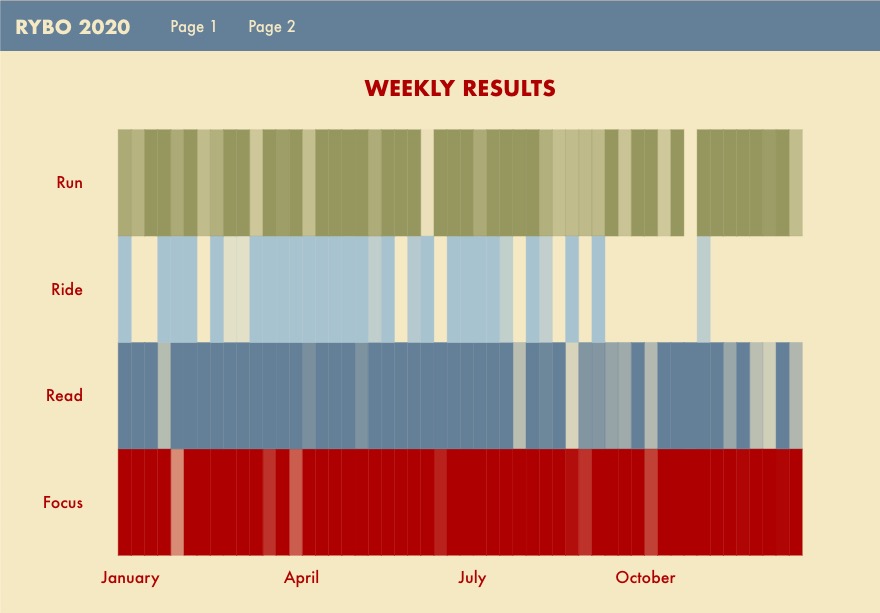 RYBO 2020 Page 1 Page 2
WEEKLY RESULTS
Run
Ride
Read
Focus
January April July October